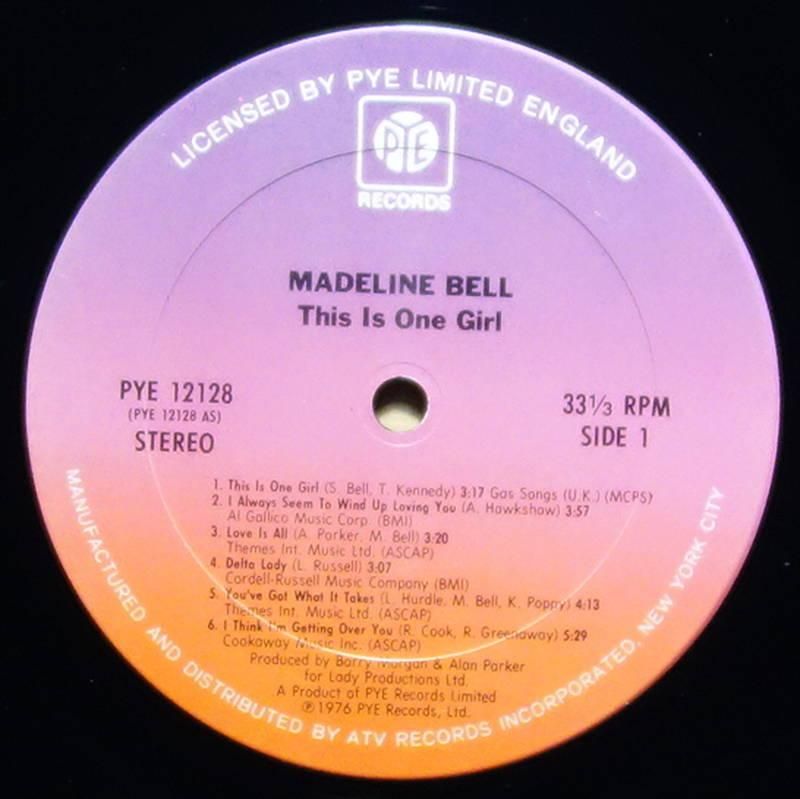 LICENSED BY PYE LIMITED ENGLAND
PYE
RECORDS
MADELINE BELL
This Is One Girl
PYE 12128
(PYE 12128 AS)
STEREO
33⅓ RPM
SIDE 1
1. This Is One Girl (S. Bell, T. Kennedy) 3:17 Gas Songs (U.K.) (MCPS)
2. I Always Seem To Wind Up Loving You (A. Hawkshaw) 3:57
Al Gallico Music Corp. (BMI)
3. Love Is All (A. Parker, M. Bell) 3:20
Themes Int. Music Ltd. (ASCAP)
4. Delta Lady (L. Russell) 3:07
Cordell-Russell Music Company (BMI)
5. You've Got What It Takes (L. Hurdle, M. Bell, K. Poppy) 4:13
Themes Int. Music Ltd. (ASCAP)
6. I Think I'm Getting Over You (R. Cook, R. Greenaway) 5:29
Cookaway Music Inc. (ASCAP)
Produced by Barry Morgan & Alan Parker
for Lady Productions Ltd.
A Product of PYE Records Limited
℗ 1976 PYE Records, Ltd.
MANUFACTURED AND DISTRIBUTED BY ATV RECORDS INCORPORATED, NEW YORK CITY